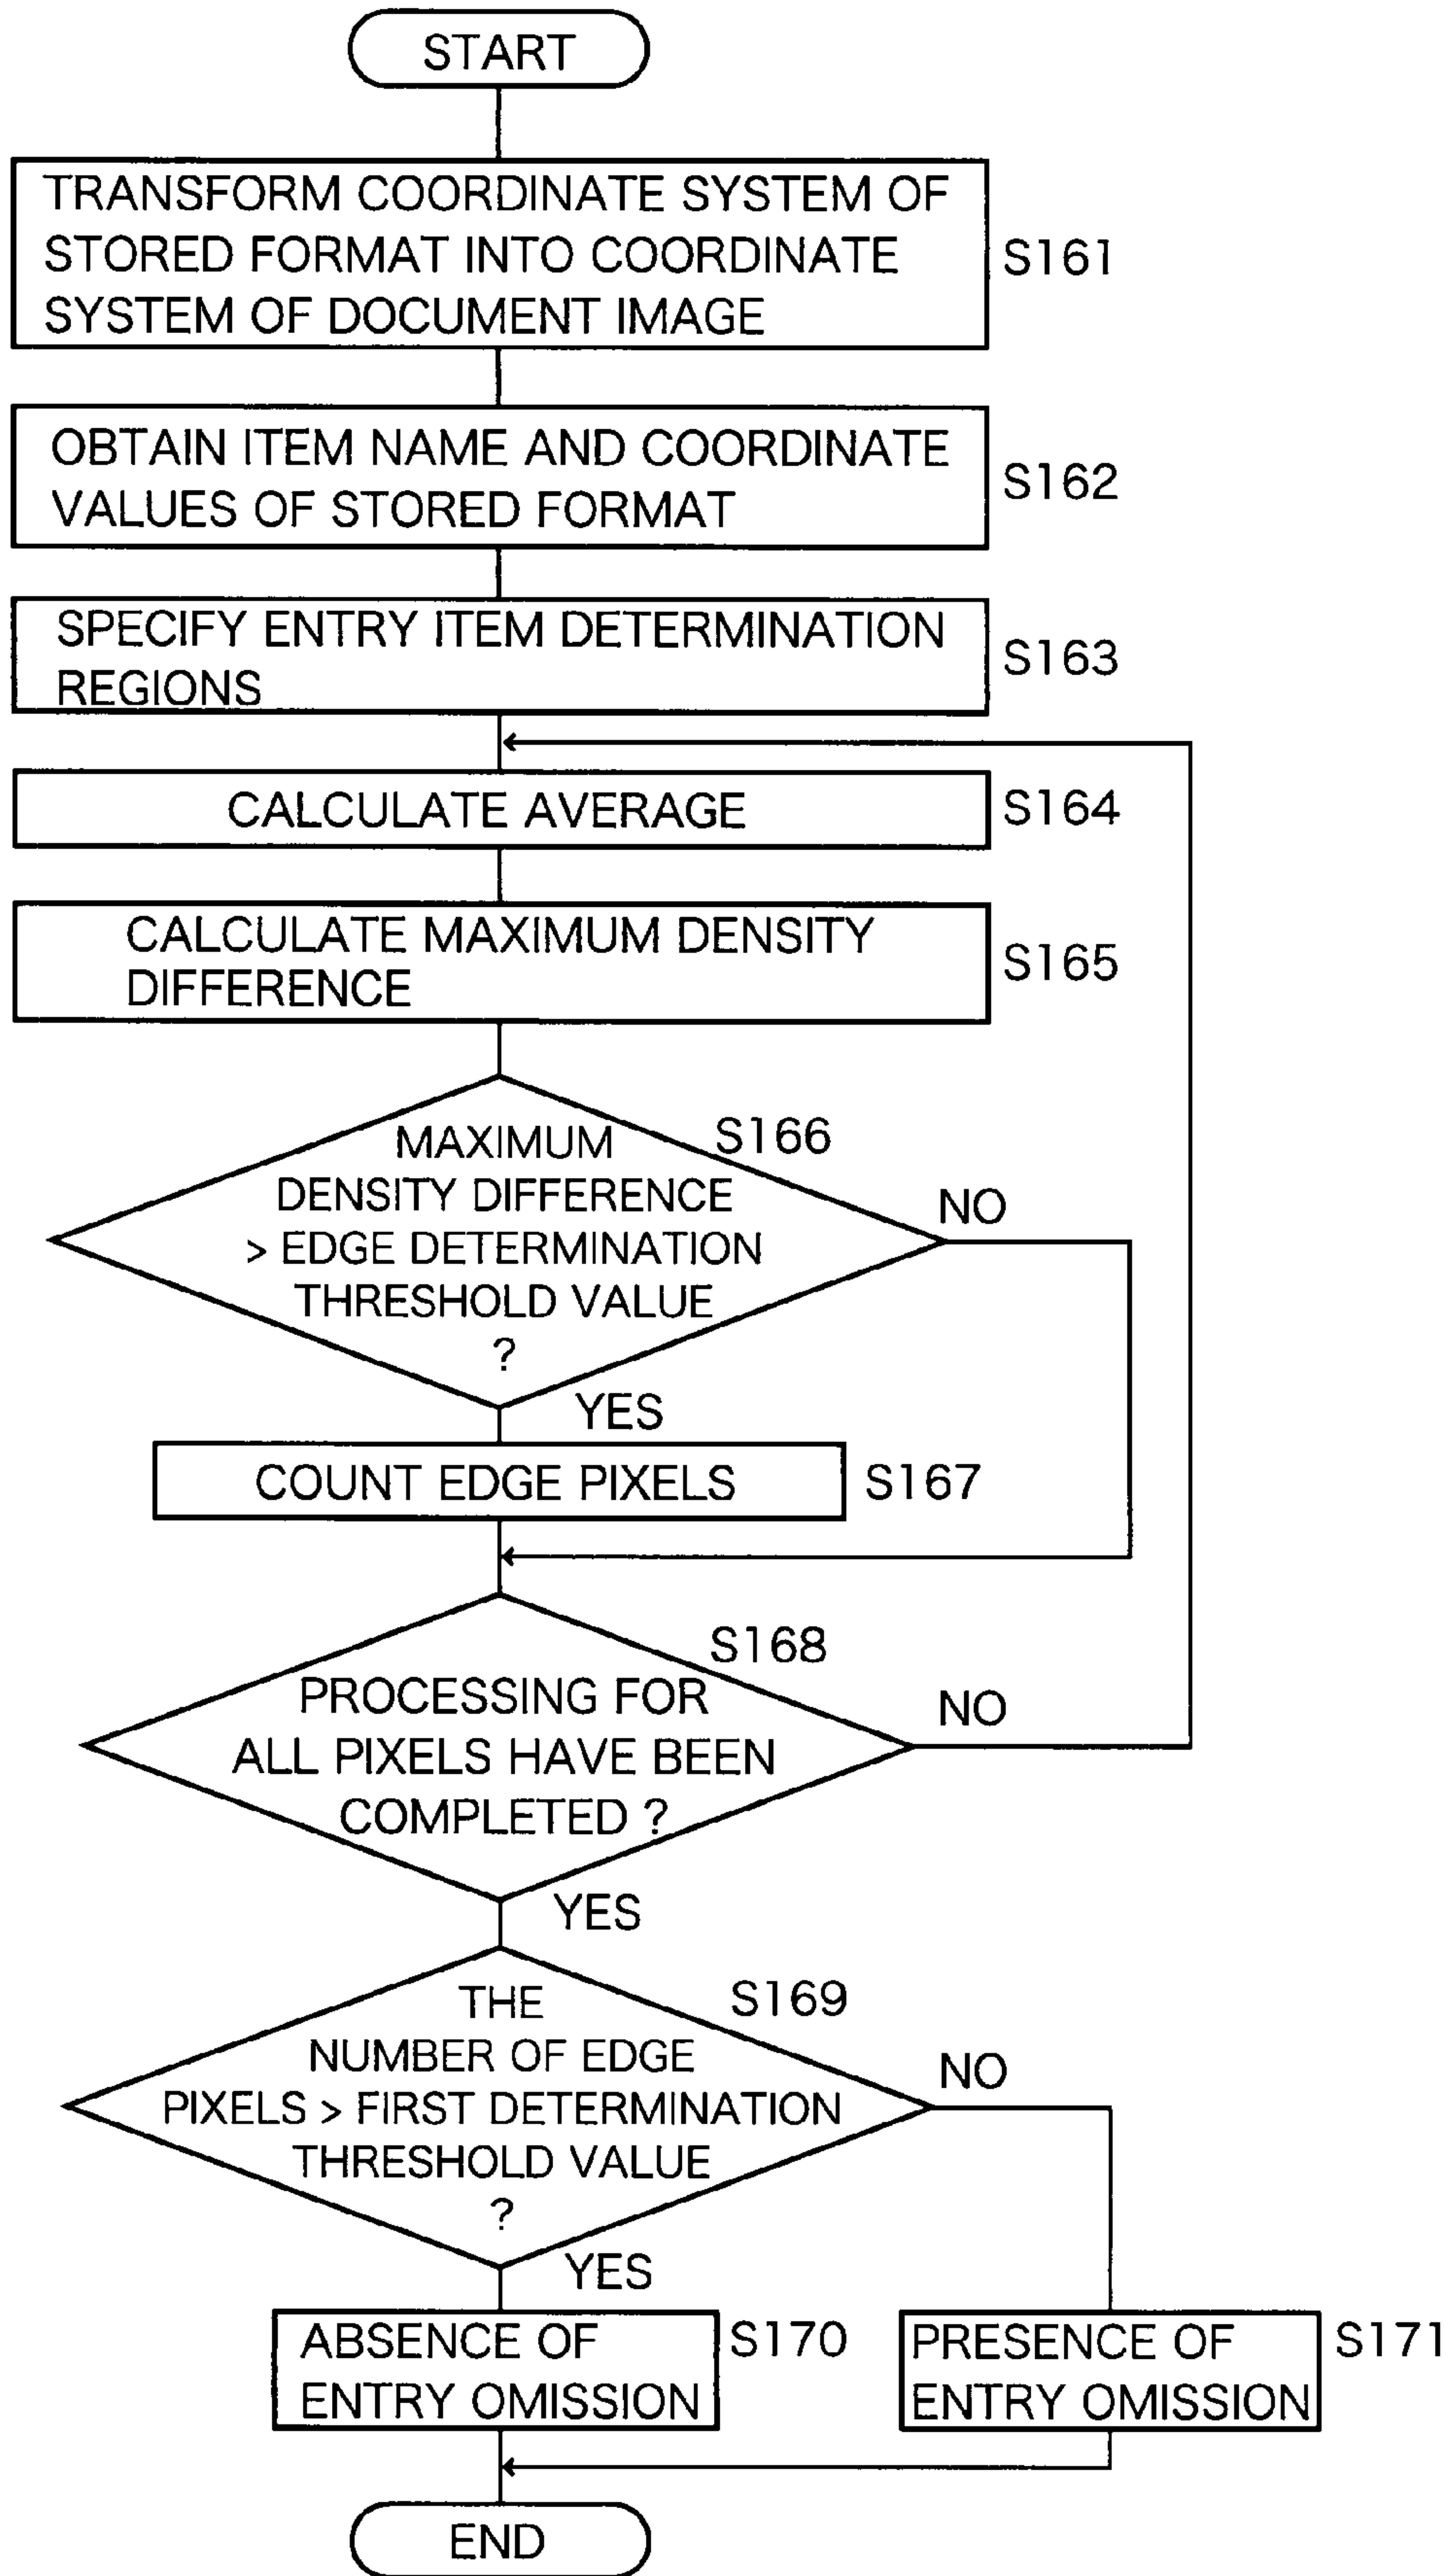 START
TRANSFORM COORDINATE SYSTEM OF
STORED FORMAT INTO COORDINATE
SYSTEM OF DOCUMENT IMAGE
S161
OBTAIN ITEM NAME AND COORDINATE
VALUES OF STORED FORMAT
S162
SPECIFY ENTRY ITEM DETERMINATION
REGIONS
S163
CALCULATE AVERAGE
S164
CALCULATE MAXIMUM DENSITY
DIFFERENCE
S165
MAXIMUM
DENSITY DIFFERENCE
> EDGE DETERMINATION
THRESHOLD VALUE
?
S166
NO
YES
COUNT EDGE PIXELS
S167
PROCESSING FOR
ALL PIXELS HAVE BEEN
COMPLETED ?
S168
NO
YES
THE
NUMBER OF EDGE
PIXELS > FIRST DETERMINATION
THRESHOLD VALUE
?
S169
NO
YES
ABSENCE OF
ENTRY OMISSION
S170
PRESENCE OF
ENTRY OMISSION
S171
END